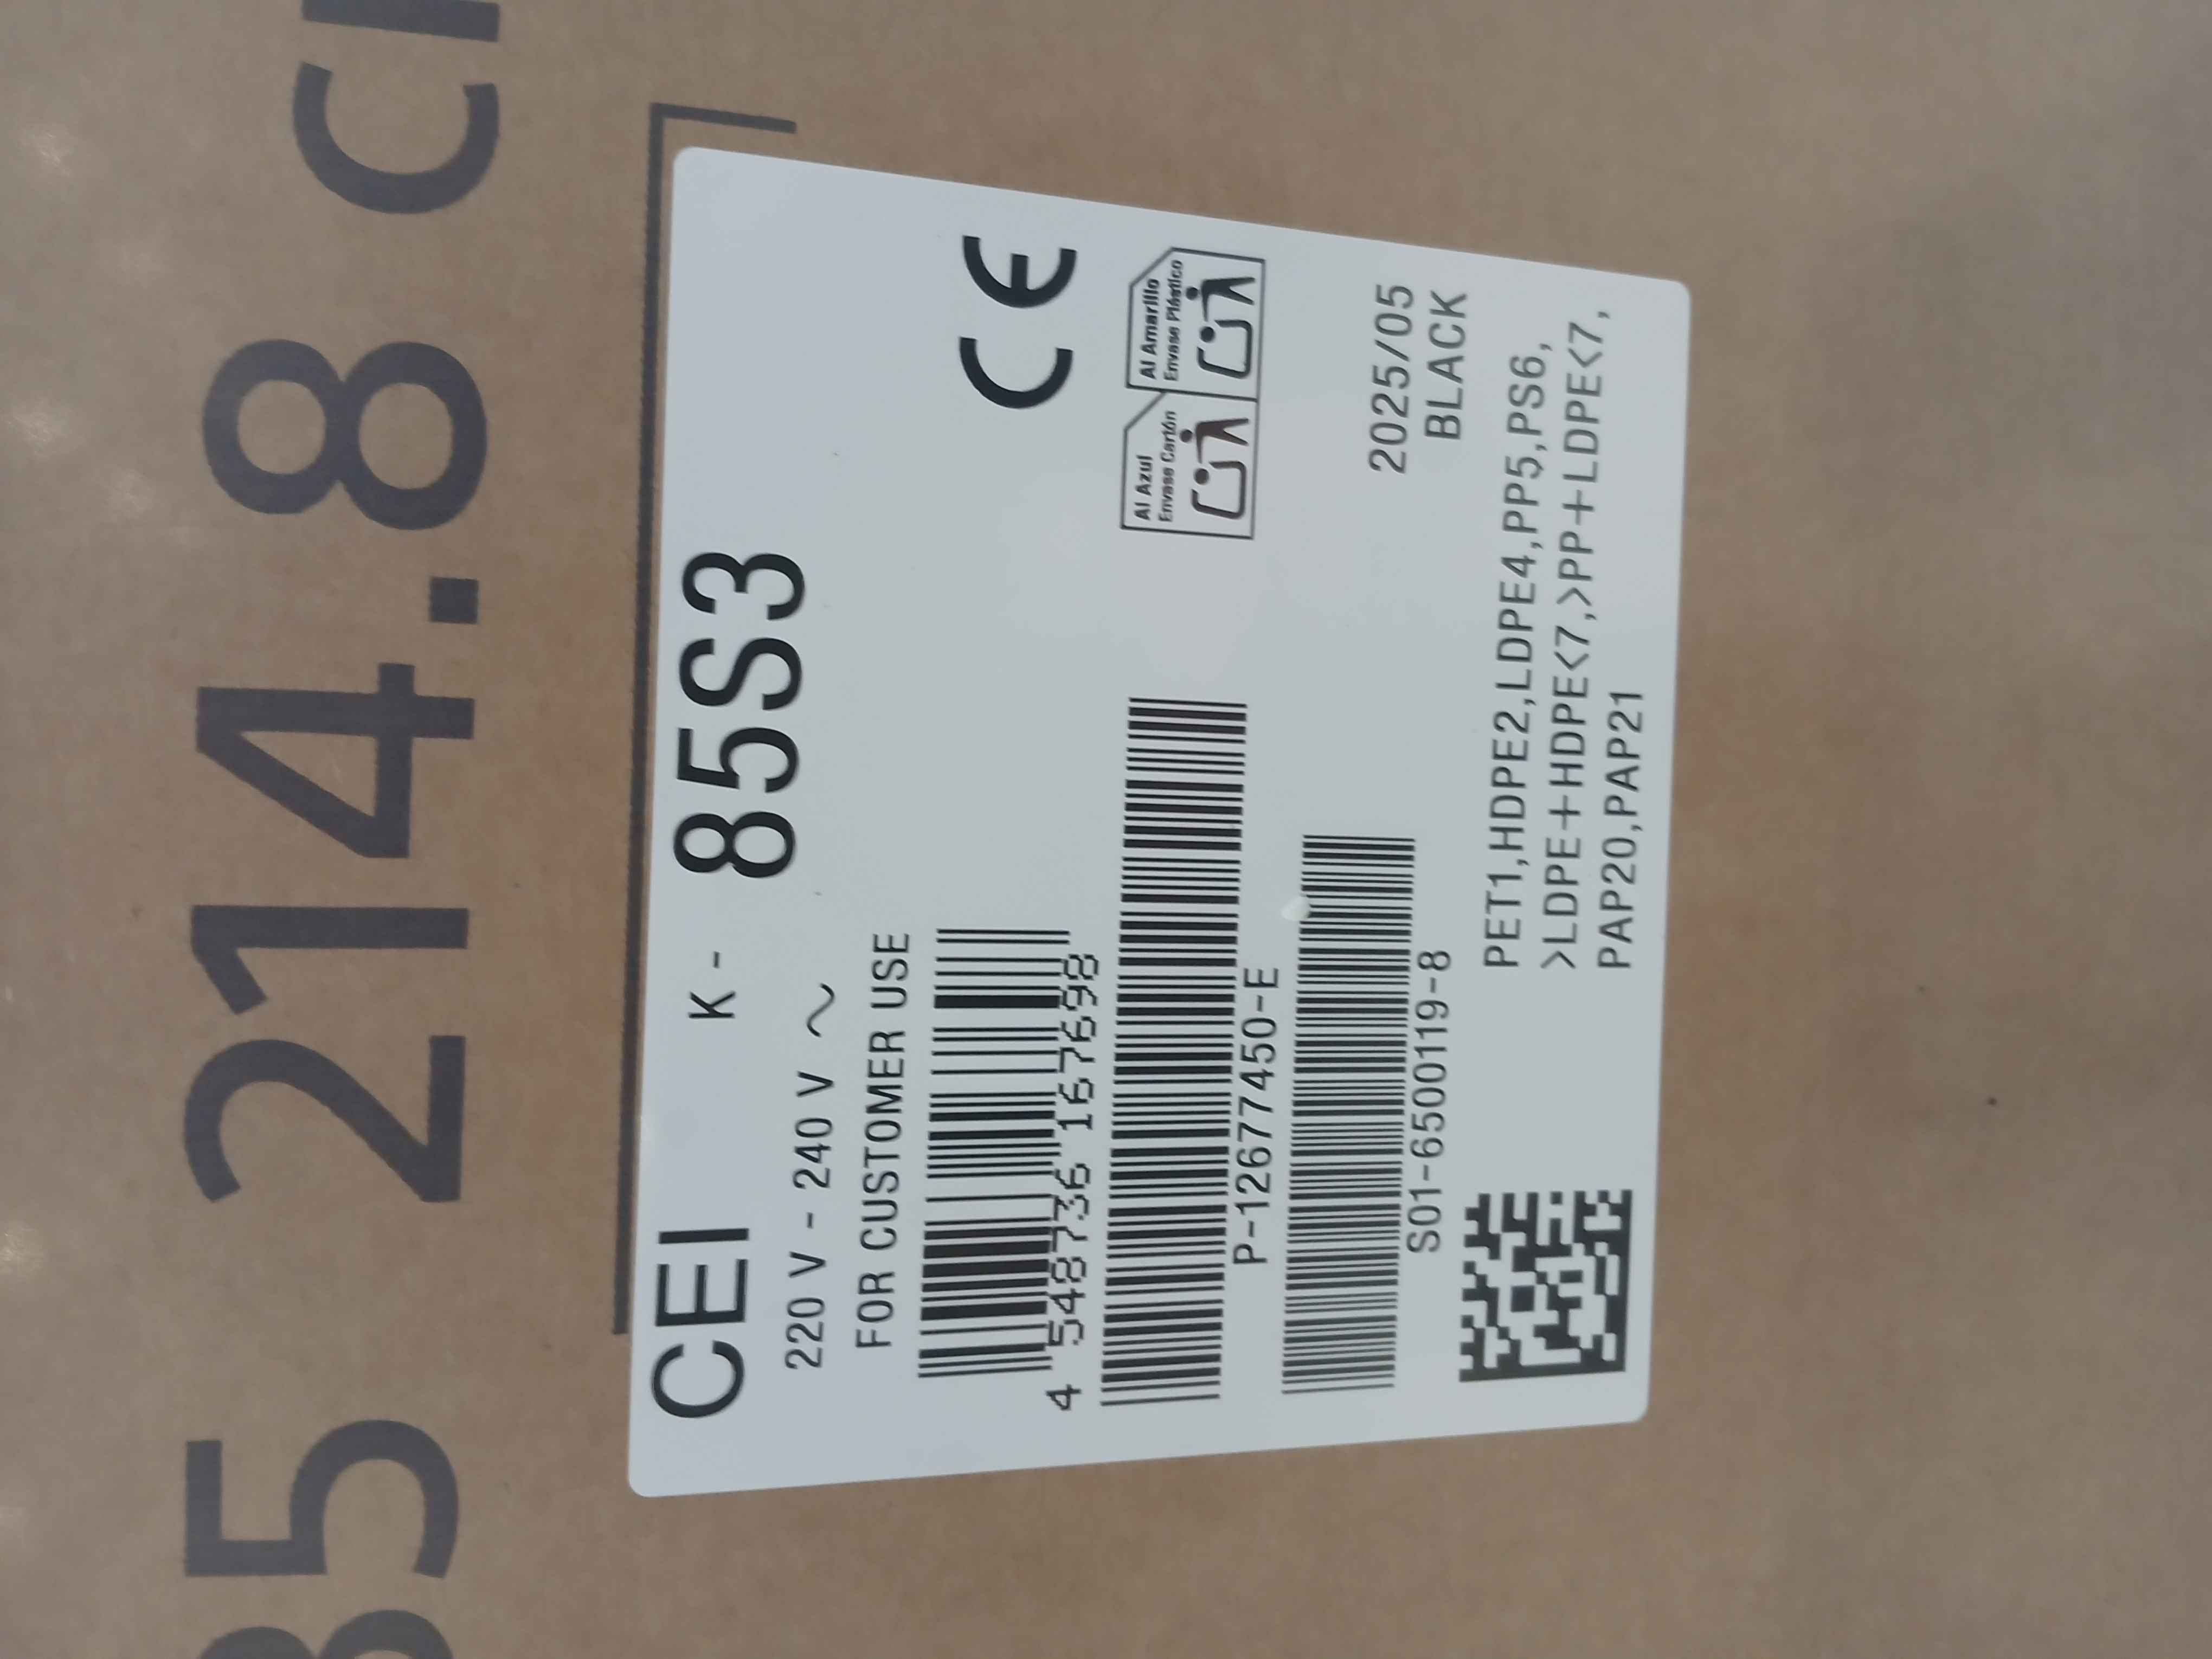 85 214.8 c
CEI K- 85S3
220 V - 240 V ~
FOR CUSTOMER USE
CE
4 548736 167698
Al Azul
Envase Cartón
Al Amarillo
Envase Plástico
P-12677450-E
2025/05
BLACK
S01-6500119-8
PET1,HDPE2,LDPE4,PP5,PS6,
>LDPE+HDPE<7,>PP+LDPE<7,
PAP20,PAP21